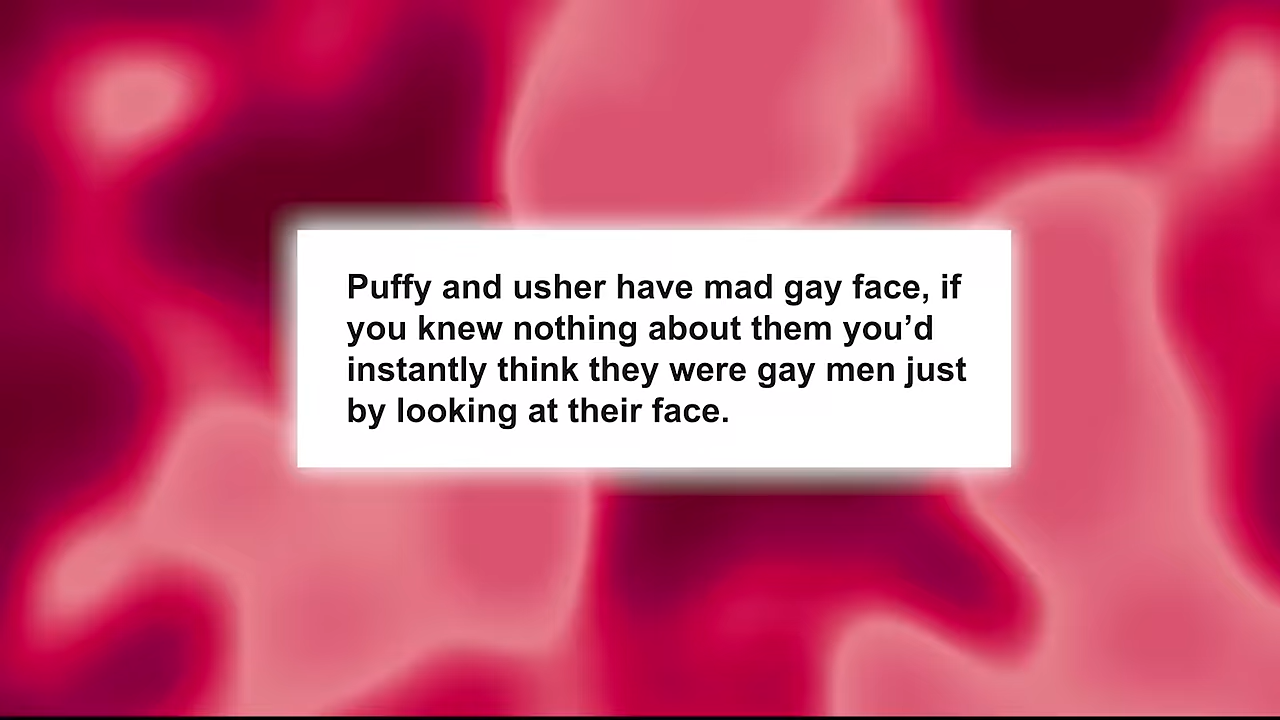 Puffy and usher have mad gay face, if
you knew nothing about them you’d
instantly think they were gay men just
by looking at their face.